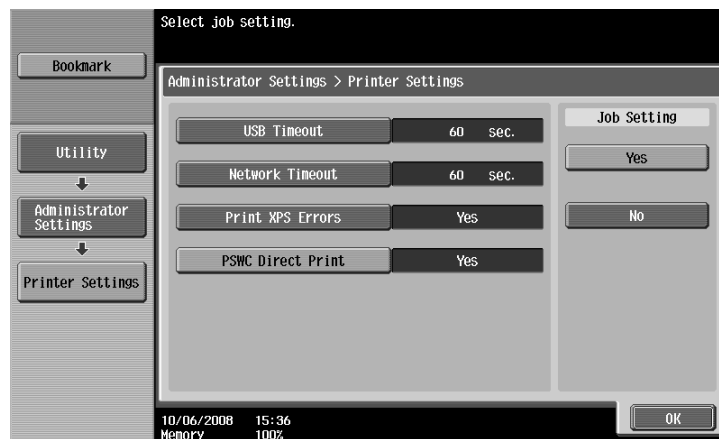 Select job setting.
Bookmark
Administrator Settings > Printer Settings
USB Timeout 60 sec.
Network Timeout 60 sec.
Print XPS Errors Yes
PSWC Direct Print Yes
Job Setting
Yes
No
Utility
Administrator
Settings
Printer Settings
10/06/2008 15:36
Memory 100%
OK